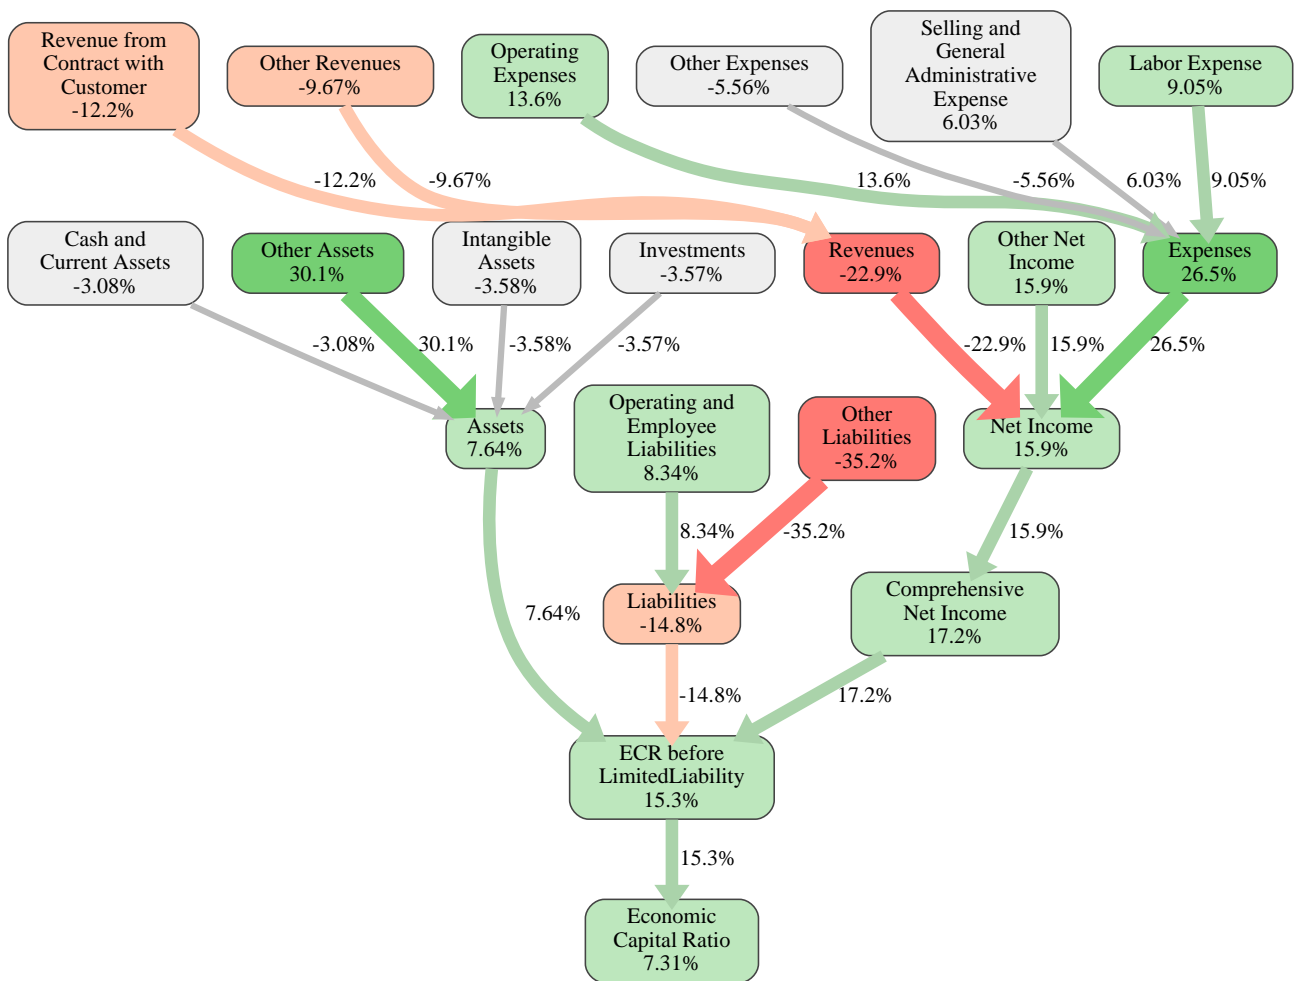 Revenue from
Contract with
Customer
-12.2%
Other Revenues
-9.67%
Operating
Expenses
13.6%
Other Expenses
-5.56%
Selling and
General
Administrative
Expense
6.03%
Labor Expense
9.05%
-12.2%
-9.67%
13.6%
-5.56%
6.03%
9.05%
Cash and
Current Assets
-3.08%
Other Assets
30.1%
Intangible
Assets
-3.58%
Investments
-3.57%
Revenues
-22.9%
Other Net
Income
15.9%
Expenses
26.5%
-3.08%
30.1%
-3.58%
-3.57%
-22.9%
15.9%
26.5%
Assets
7.64%
Operating and
Employee
Liabilities
8.34%
Other
Liabilities
-35.2%
Net Income
15.9%
8.34%
-35.2%
15.9%
7.64%
Liabilities
-14.8%
Comprehensive
Net Income
17.2%
-14.8%
17.2%
ECR before
LimitedLiability
15.3%
15.3%
Economic
Capital Ratio
7.31%